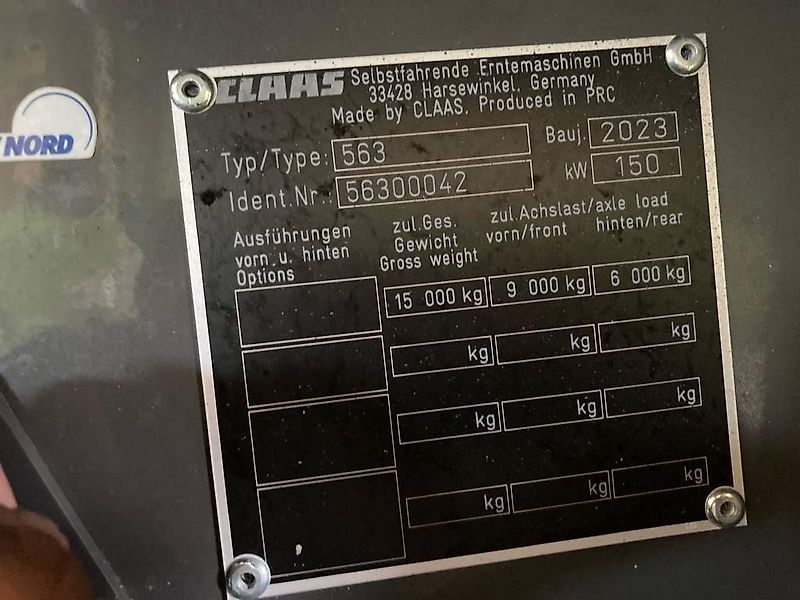 CLAAS Selbstfahrende Erntemaschinen GmbH
33428 Harsewinkel, Germany
Made by CLAAS, Produced in PRC
NORD
Typ/Type: 563 Bauj. 2023
Ident.Nr.: 56300042 kW 150
Ausführungen vorn u. hinten Options
zul.Ges. Gewicht Gross weight
zul.Achslast/axle load
vorn/front hinten/rear
15 000 kg 9 000 kg 6 000 kg
kg kg kg
kg kg kg
kg kg kg